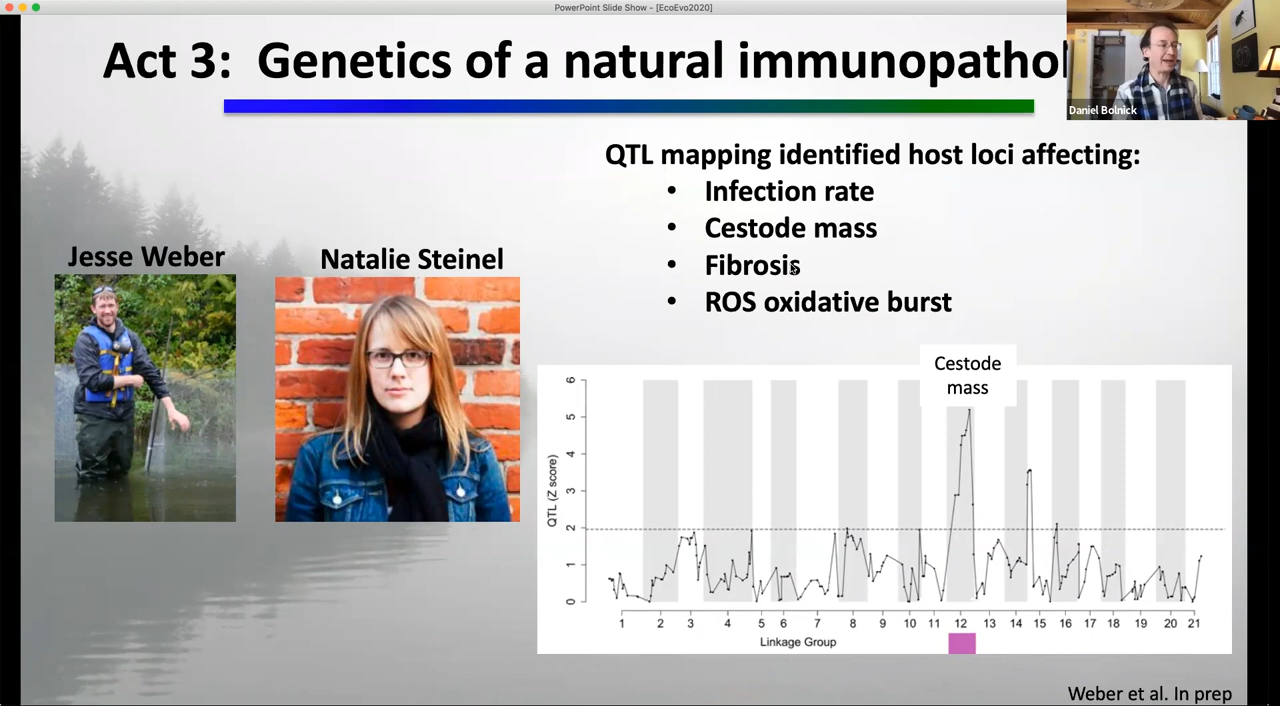 PowerPoint Slide Show - [EcoEvo2020]
Act 3: Genetics of a natural immunopathol
Daniel Bolnick
QTL mapping identified host loci affecting:
• Infection rate
• Cestode mass
• Fibrosis
• ROS oxidative burst
Jesse Weber
Natalie Steinel
Cestode
mass
QTL (Z score)
6
5
4
3
2
1
0
1 2 3 4 5 6 7 8 9 10 11 12 13 14 15 16 17 18 19 20 21
Linkage Group
Weber et al. In prep